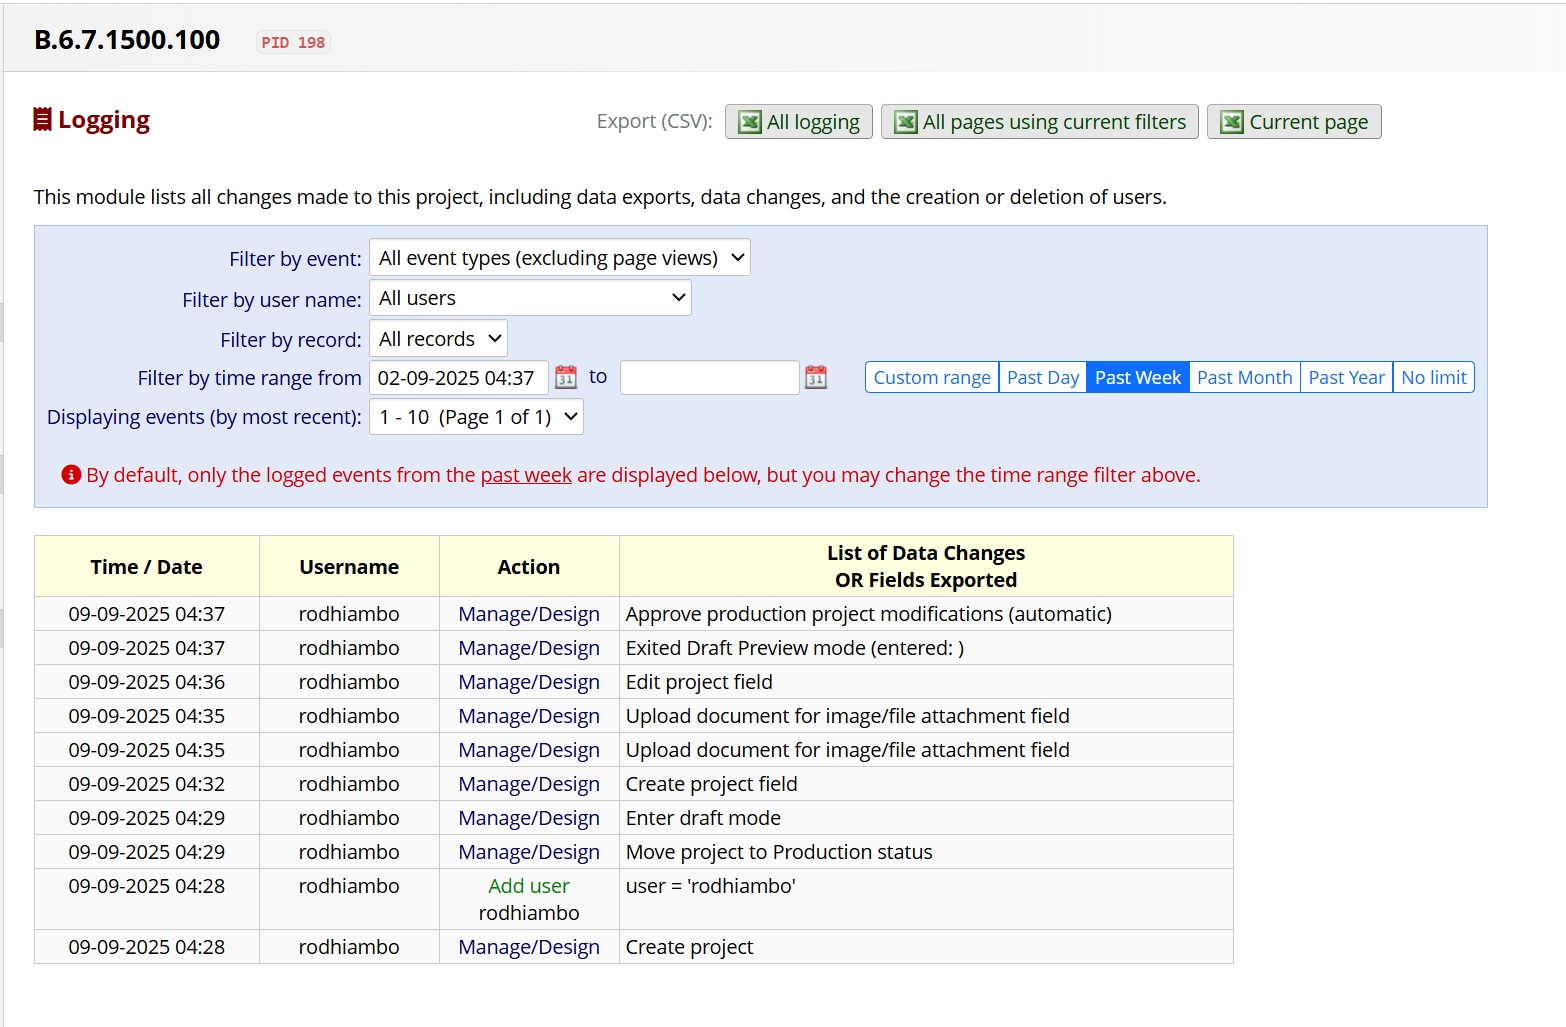 B.6.7.1500.100 PID 198
Logging Export (CSV): All logging All pages using current filters Current page
This module lists all changes made to this project, including data exports, data changes, and the creation or deletion of users.
Filter by event: All event types (excluding page views)
Filter by user name: All users
Filter by record: All records
Filter by time range from 02-09-2025 04:37 31 to 31 Custom range Past Day Past Week Past Month Past Year No limit
Displaying events (by most recent): 1 - 10 (Page 1 of 1)
By default, only the logged events from the past week are displayed below, but you may change the time range filter above.
Time / Date Username Action List of Data Changes
OR Fields Exported
09-09-2025 04:37 rodhiambo Manage/Design Approve production project modifications (automatic)
09-09-2025 04:37 rodhiambo Manage/Design Exited Draft Preview mode (entered: )
09-09-2025 04:36 rodhiambo Manage/Design Edit project field
09-09-2025 04:35 rodhiambo Manage/Design Upload document for image/file attachment field
09-09-2025 04:35 rodhiambo Manage/Design Upload document for image/file attachment field
09-09-2025 04:32 rodhiambo Manage/Design Create project field
09-09-2025 04:29 rodhiambo Manage/Design Enter draft mode
09-09-2025 04:29 rodhiambo Manage/Design Move project to Production status
09-09-2025 04:28 rodhiambo Add user user = 'rodhiambo'
rodhiambo
09-09-2025 04:28 rodhiambo Manage/Design Create project